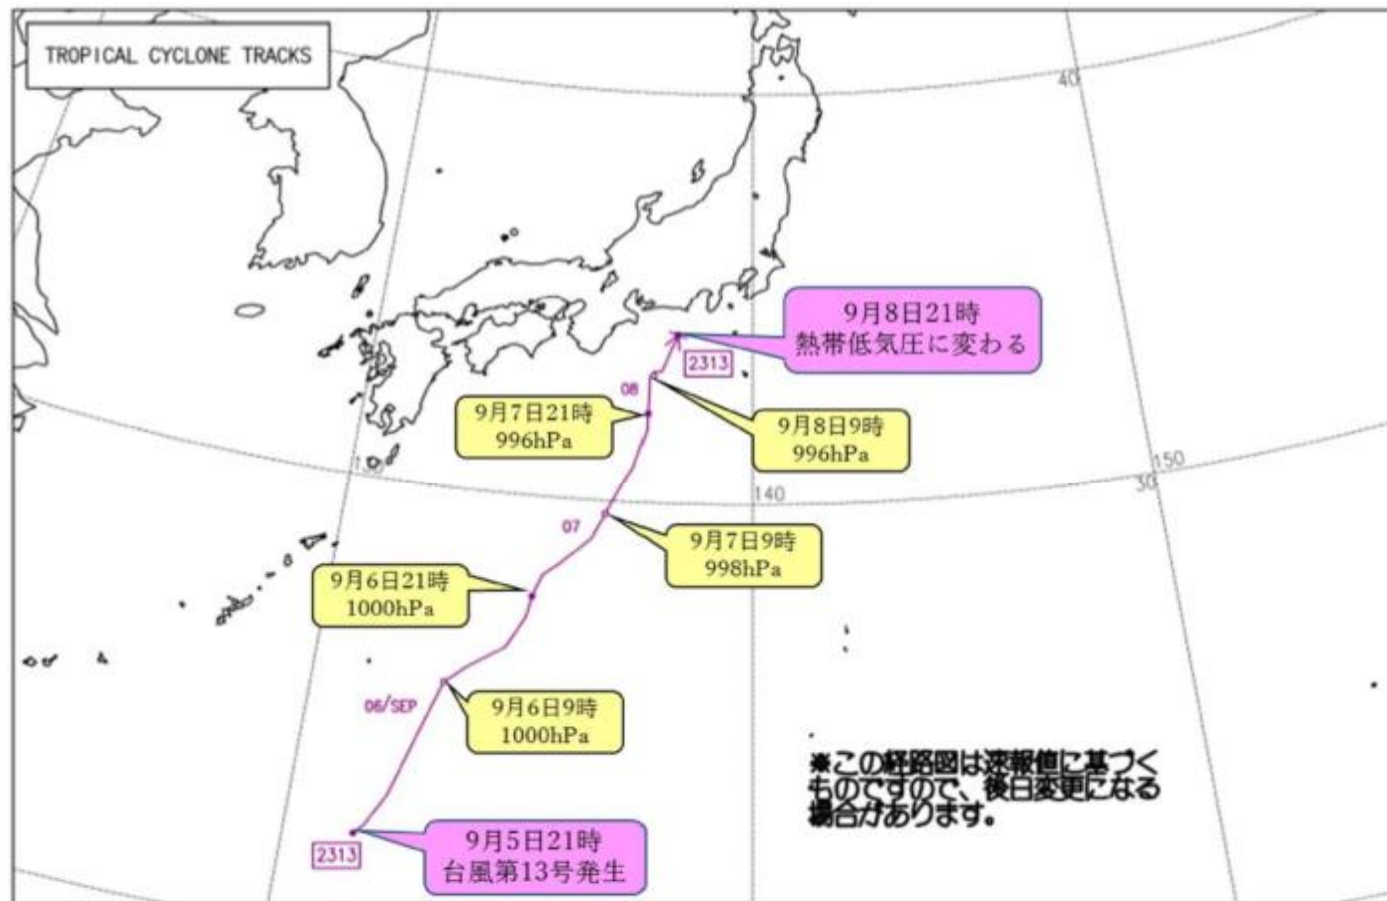 TROPICAL CYCLONE TRACKS
40
9月8日21時
熱帯低気圧に変わる
2313
08
9月7日21時
996hPa
9月8日9時
996hPa
130
150
140
30
07
9月7日9時
998hPa
9月6日21時
1000hPa
06/SEP
9月6日9時
1000hPa
※この経路図は速報値に基づく
ものですので、後日変更になる
場合があります。
9月5日21時
台風第13号発生
2313